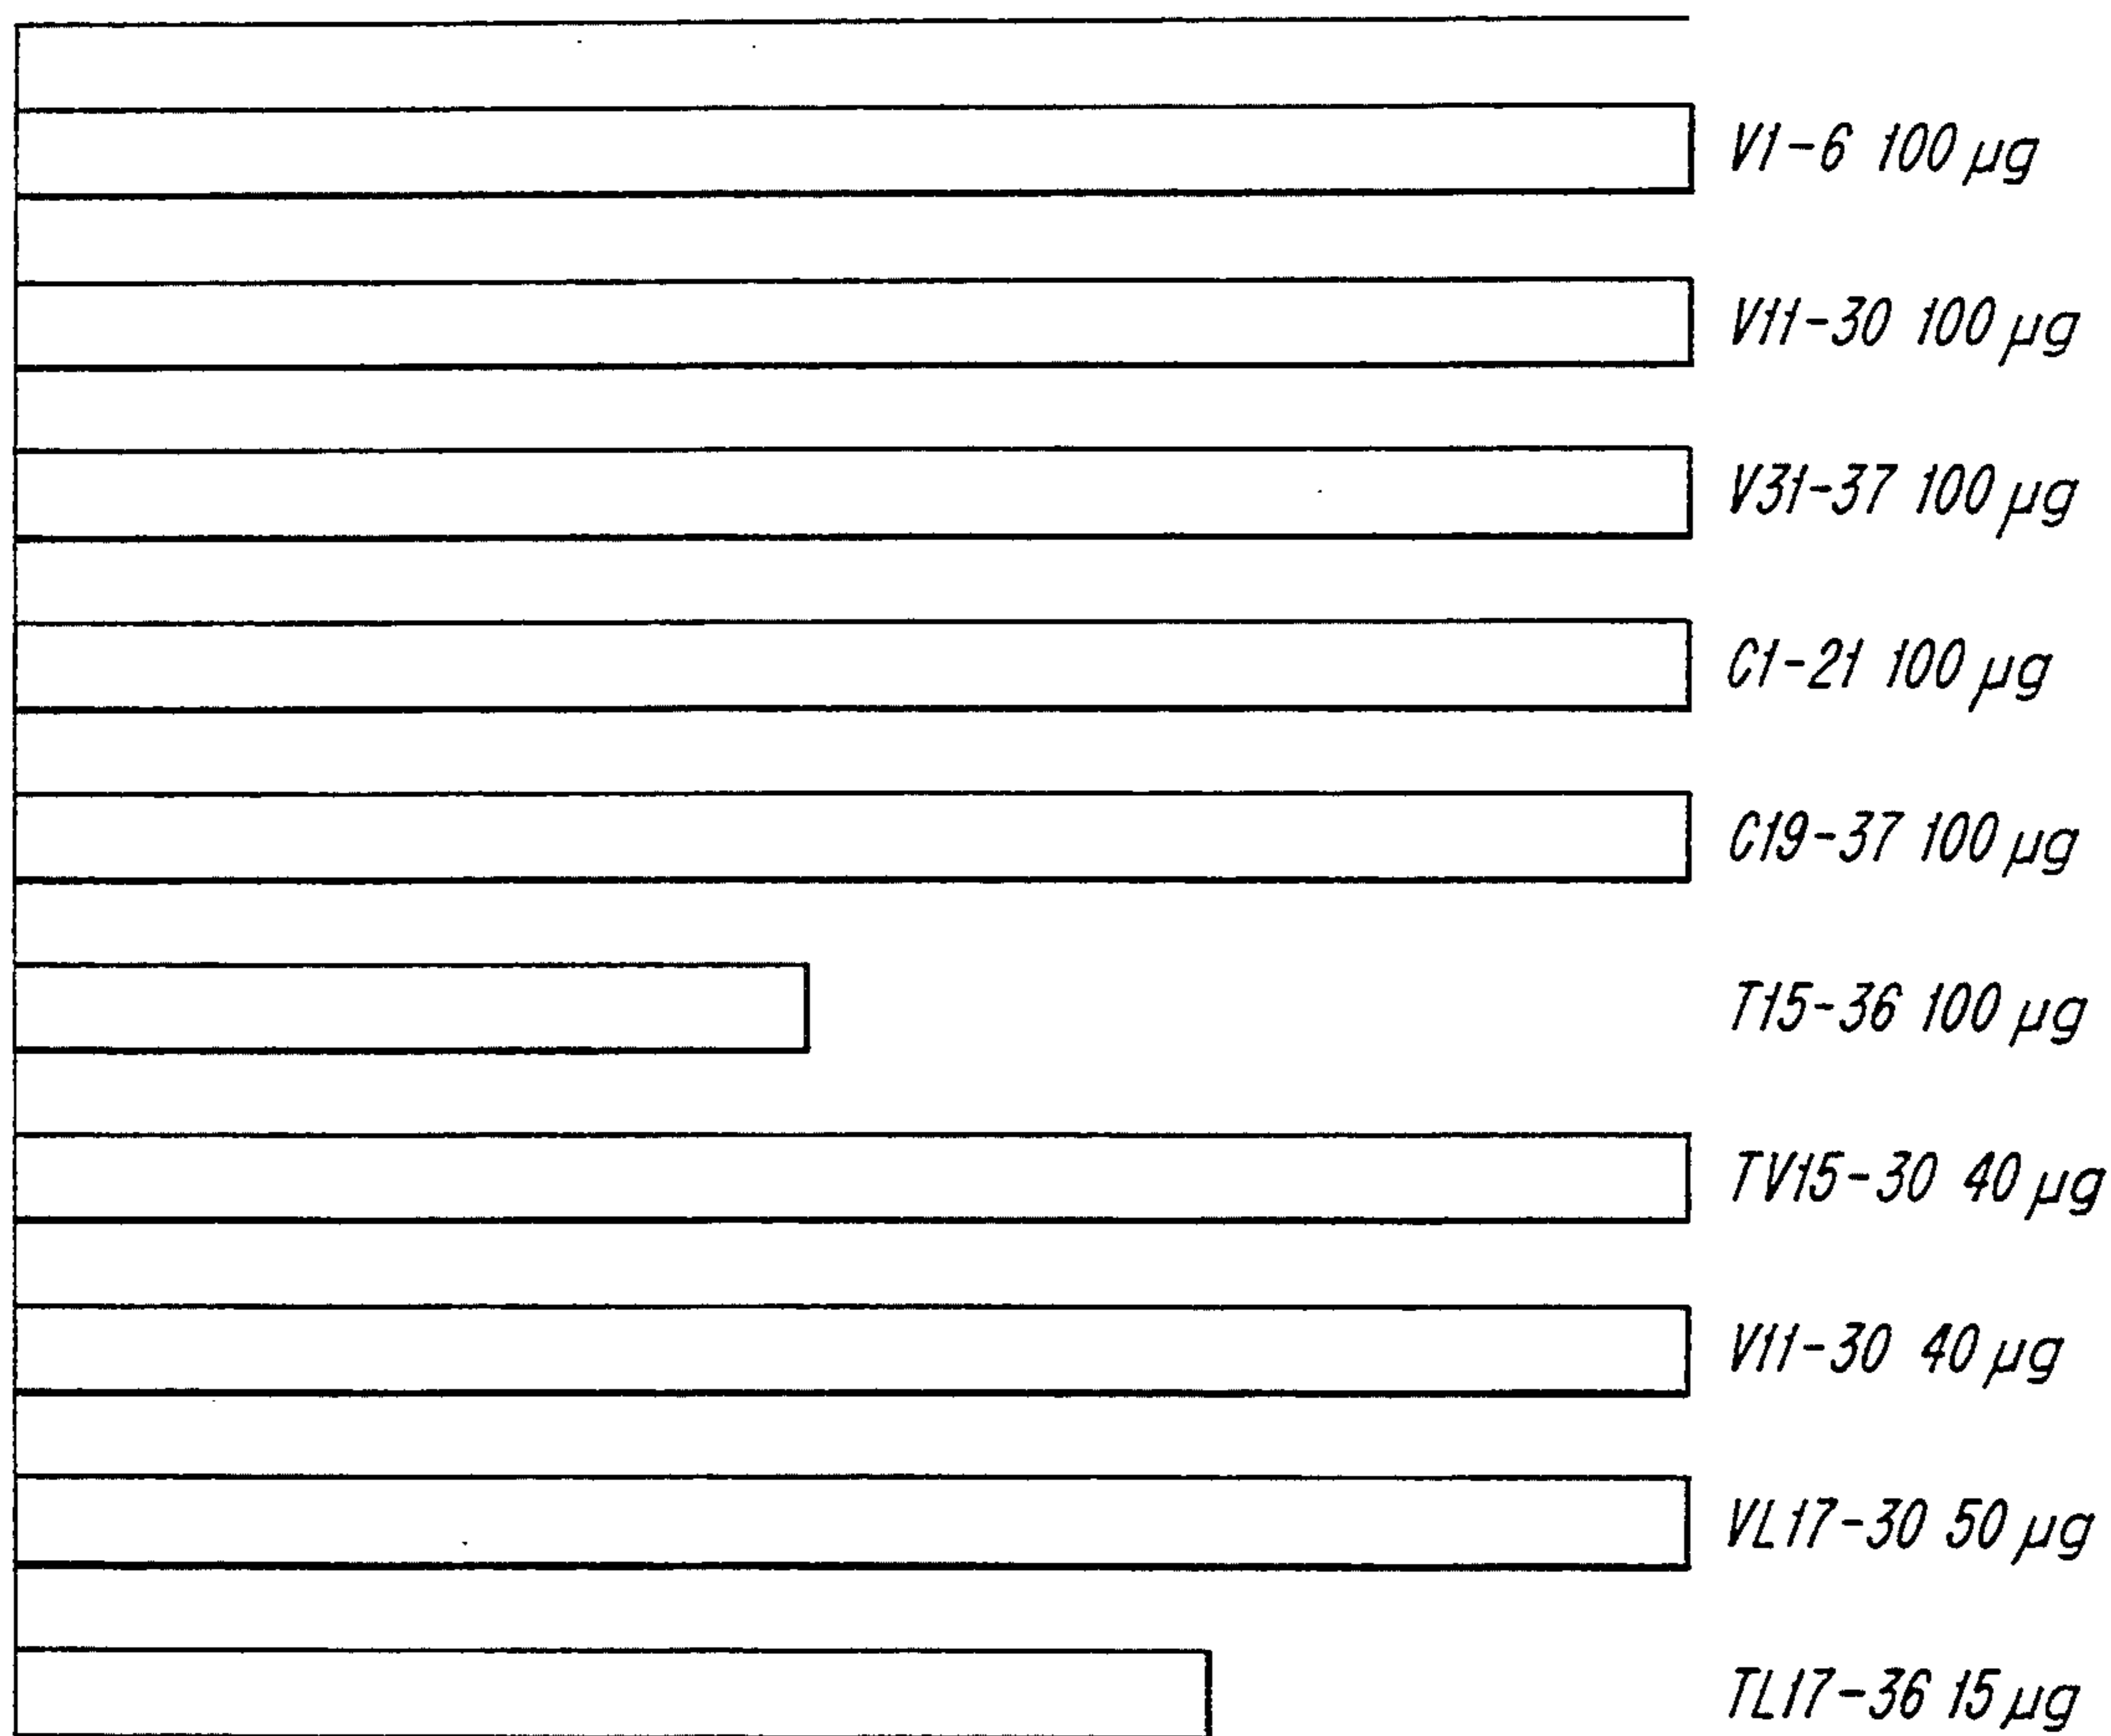 V1-6 100 µg
V11-30 100 µg
V31-37 100 µg
C1-21 100 µg
C19-37 100 µg
T15-36 100 µg
TV15-30 40 µg
V11-30 40 µg
VL17-30 50 µg
TL17-36 15 µg